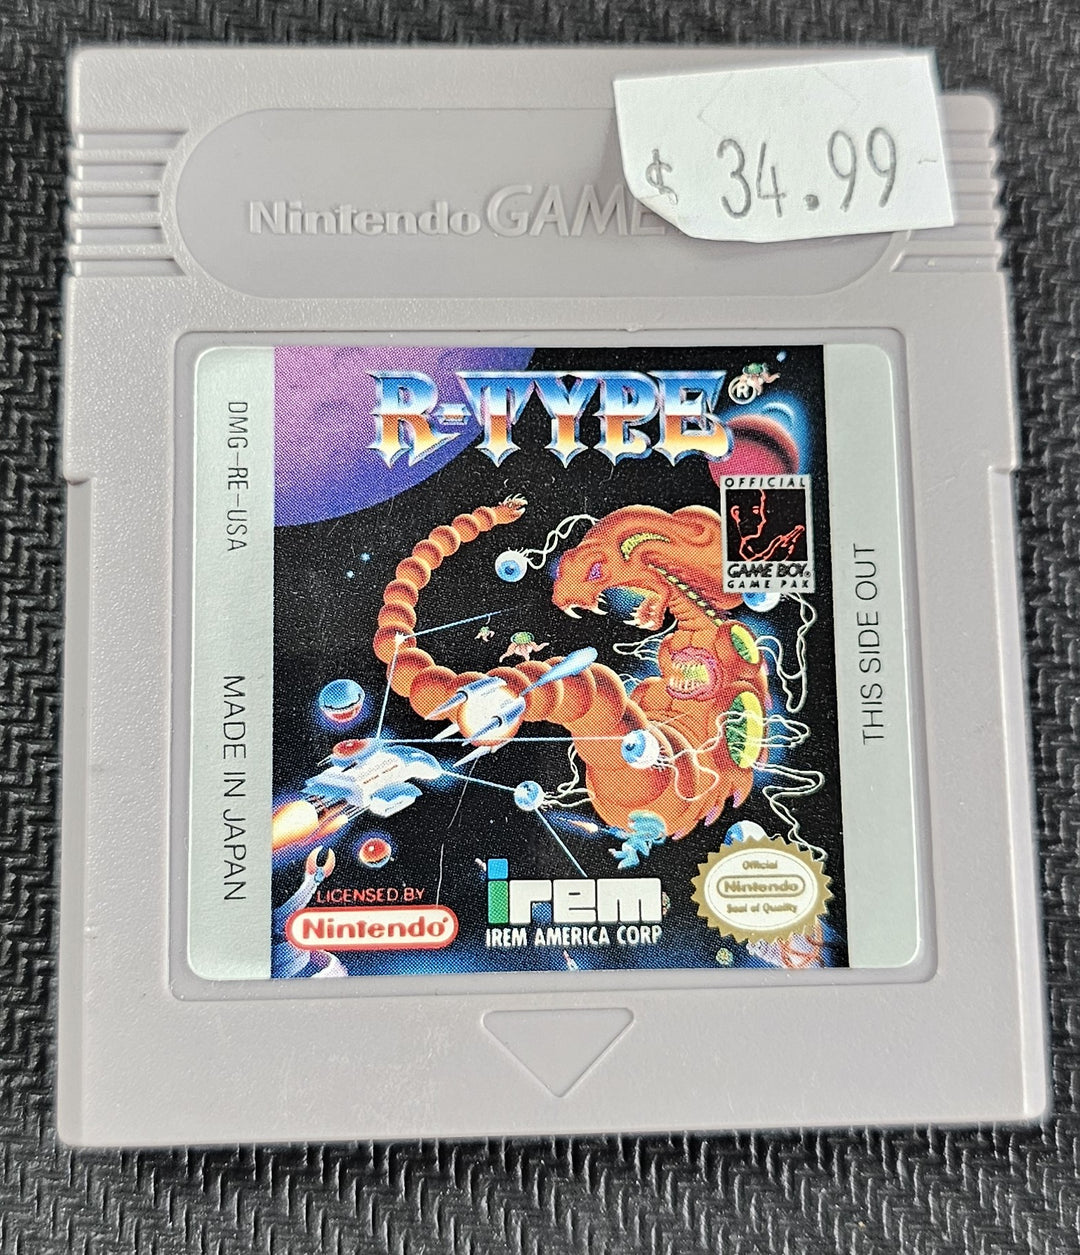 $ 34.99
Nintendo GAME
R-TYPE®
OFFICIAL
GAME BOY®
GAME PAK
DMG-RE-USA
MADE IN JAPAN
THIS SIDE OUT
LICENSED BY
Nintendo®
irem
IREM AMERICA CORP
Official
Nintendo
Seal of Quality